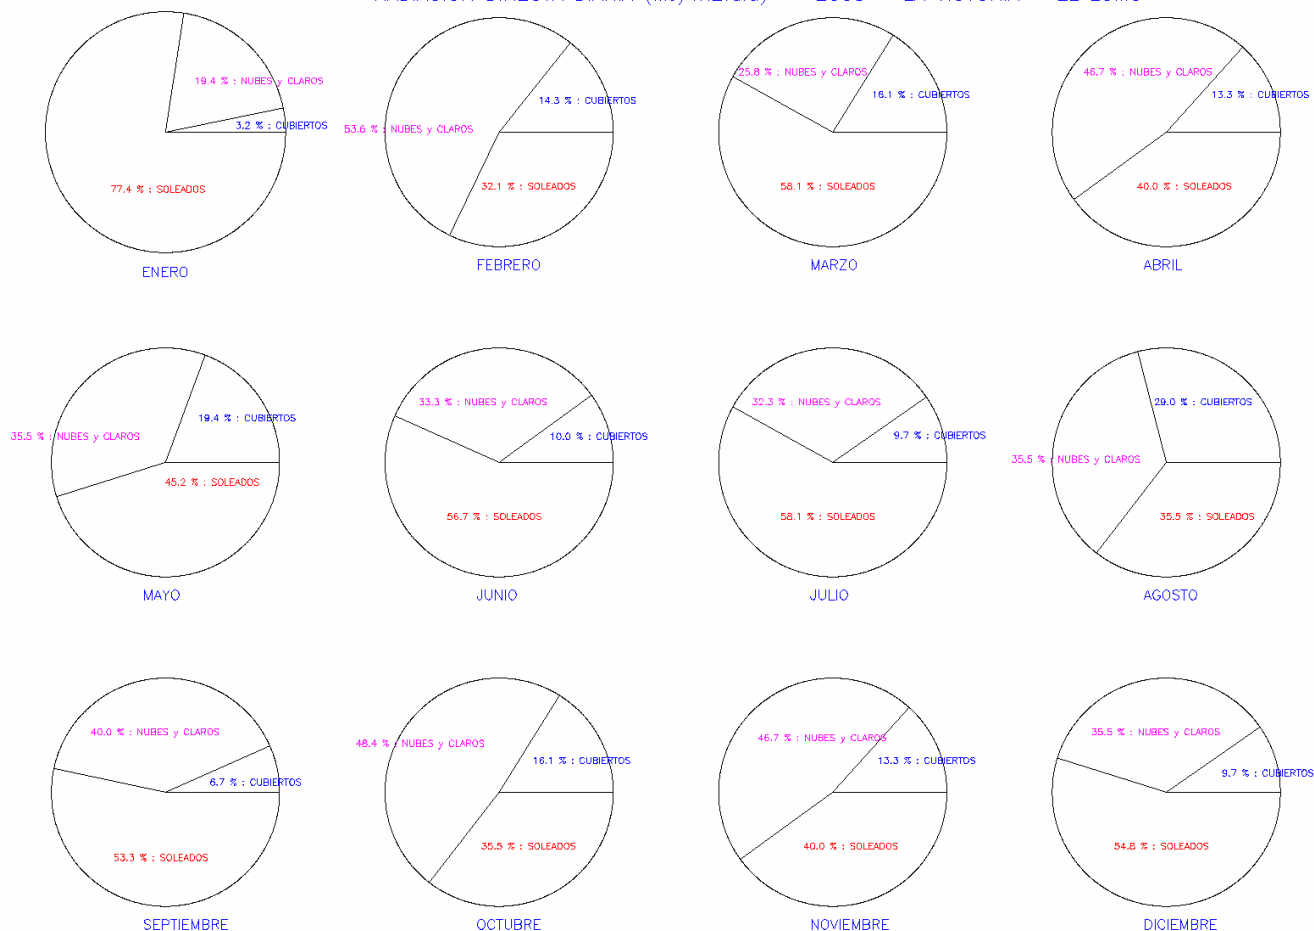 19.4 % : NUBES y CLAROS
3.2 % : CUBIERTOS
77.4 % : SOLEADOS
ENERO
14.3 % : CUBIERTOS
53.6 % : NUBES y CLAROS
32.1 % : SOLEADOS
FEBRERO
25.8 % : NUBES y CLAROS
16.1 % : CUBIERTOS
58.1 % : SOLEADOS
MARZO
46.7 % : NUBES y CLAROS
13.3 % : CUBIERTOS
40.0 % : SOLEADOS
ABRIL
19.4 % : CUBIERTOS
35.5 % : NUBES y CLAROS
45.2 % : SOLEADOS
MAYO
33.3 % : NUBES y CLAROS
10.0 % : CUBIERTOS
56.7 % : SOLEADOS
JUNIO
32.3 % : NUBES y CLAROS
9.7 % : CUBIERTOS
58.1 % : SOLEADOS
JULIO
29.0 % : CUBIERTOS
35.5 % : NUBES y CLAROS
35.5 % : SOLEADOS
AGOSTO
40.0 % : NUBES y CLAROS
6.7 % : CUBIERTOS
53.3 % : SOLEADOS
SEPTIEMBRE
48.4 % : NUBES y CLAROS
16.1 % : CUBIERTOS
35.5 % : SOLEADOS
OCTUBRE
46.7 % : NUBES y CLAROS
13.3 % : CUBIERTOS
40.0 % : SOLEADOS
NOVIEMBRE
35.5 % : NUBES y CLAROS
9.7 % : CUBIERTOS
54.8 % : SOLEADOS
DICIEMBRE